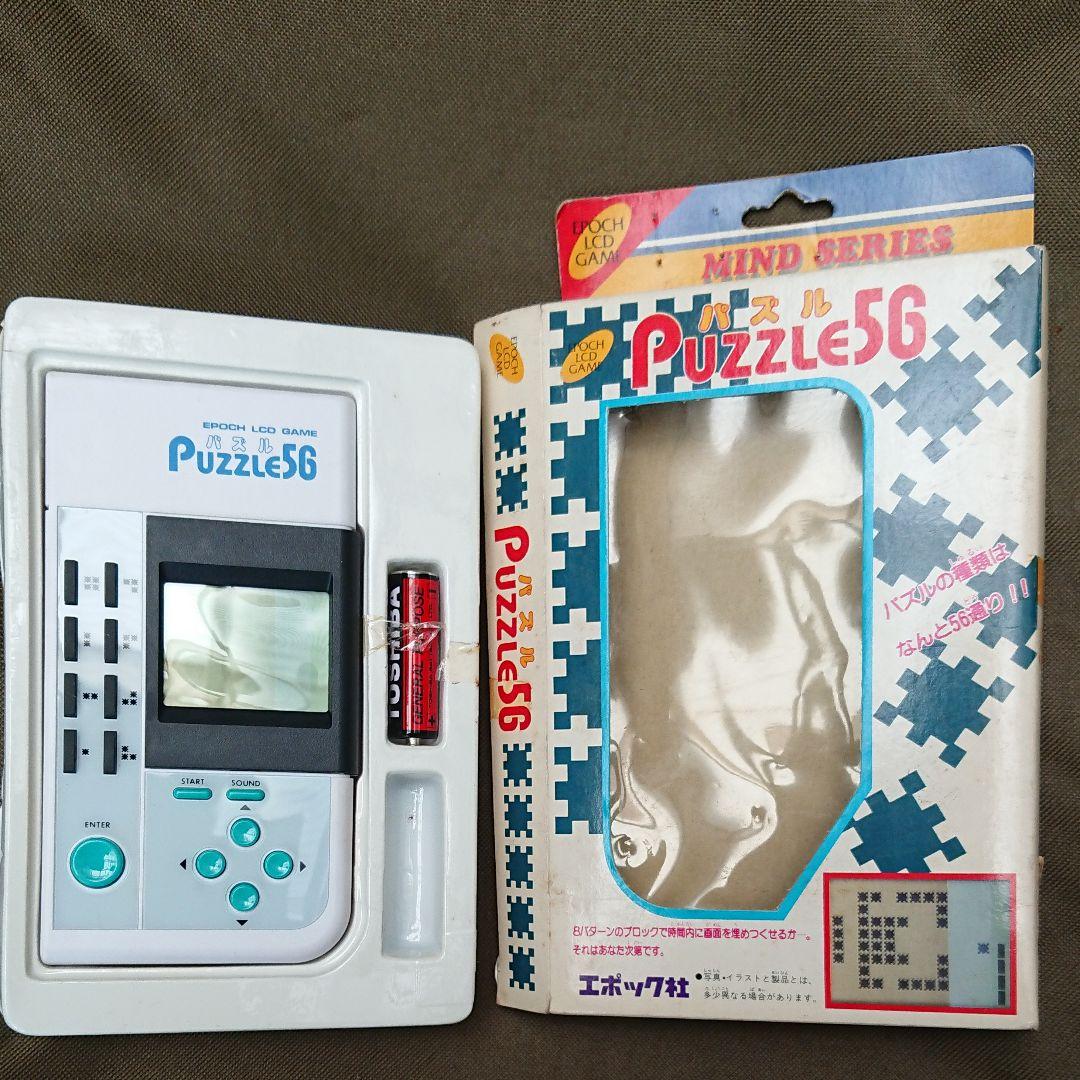 EPOCH LCD GAME
パズル
PUZZLE56
START
SOUND
ENTER
TOSHIBA
GENERAL PURPOSE
EPOCH
LCD
GAME
MIND SERIES
EPOCH
LCD
GAME
パズル
PUZZLE56
EPOCH
LCD
GAME
パズル
PUZZLE56
パズルの種類は
なんと56通り!!
8パターンのブロックで時間内に画面を埋めつくせるか…。
それはあなた次第です。
エポック社
●写真・イラストと製品とは、
多少異なる場合があります。